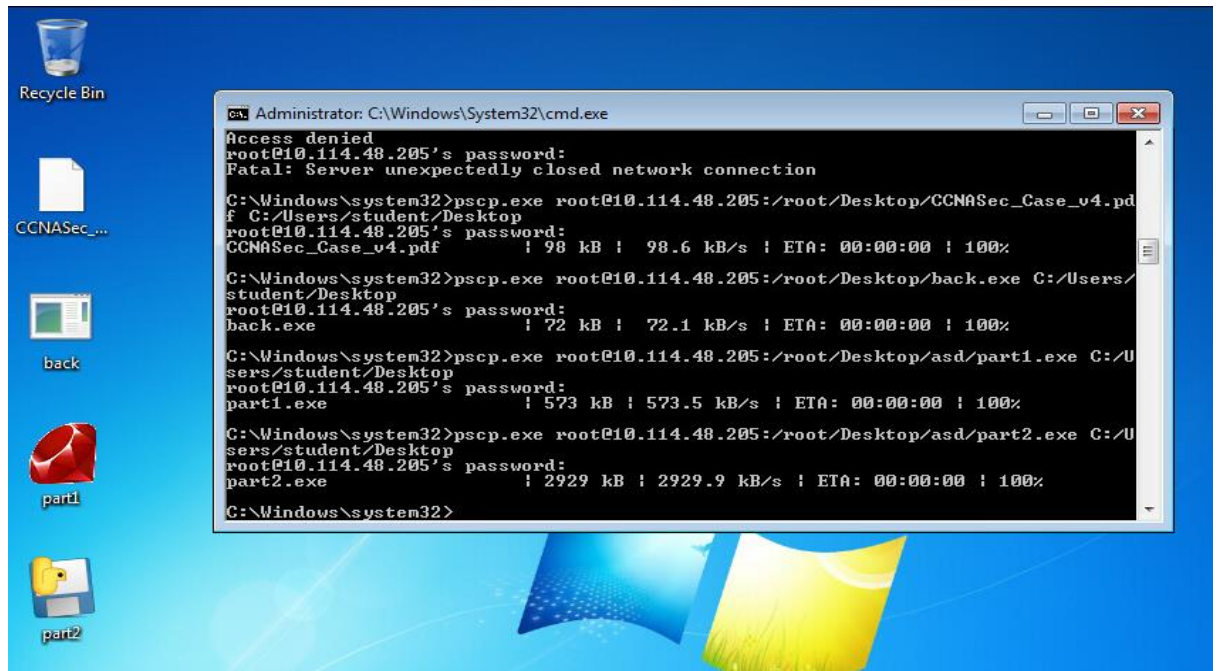 Recycle Bin
CCNASec_...
back
part1
part2
Administrator: C:\Windows\System32\cmd.exe
Access denied
root@10.114.48.205's password:
Fatal: Server unexpectedly closed network connection
C:\Windows\system32>pscp.exe root@10.114.48.205:/root/Desktop/CCNASec_Case_v4.pd
f C:/Users/student/Desktop
root@10.114.48.205's password:
CCNASec_Case_v4.pdf | 98 kB | 98.6 kB/s | ETA: 00:00:00 | 100%
C:\Windows\system32>pscp.exe root@10.114.48.205:/root/Desktop/back.exe C:/Users/
student/Desktop
root@10.114.48.205's password:
back.exe | 72 kB | 72.1 kB/s | ETA: 00:00:00 | 100%
C:\Windows\system32>pscp.exe root@10.114.48.205:/root/Desktop/asd/part1.exe C:/U
sers/student/Desktop
root@10.114.48.205's password:
part1.exe | 573 kB | 573.5 kB/s | ETA: 00:00:00 | 100%
C:\Windows\system32>pscp.exe root@10.114.48.205:/root/Desktop/asd/part2.exe C:/U
sers/student/Desktop
root@10.114.48.205's password:
part2.exe | 2929 kB | 2929.9 kB/s | ETA: 00:00:00 | 100%
C:\Windows\system32>